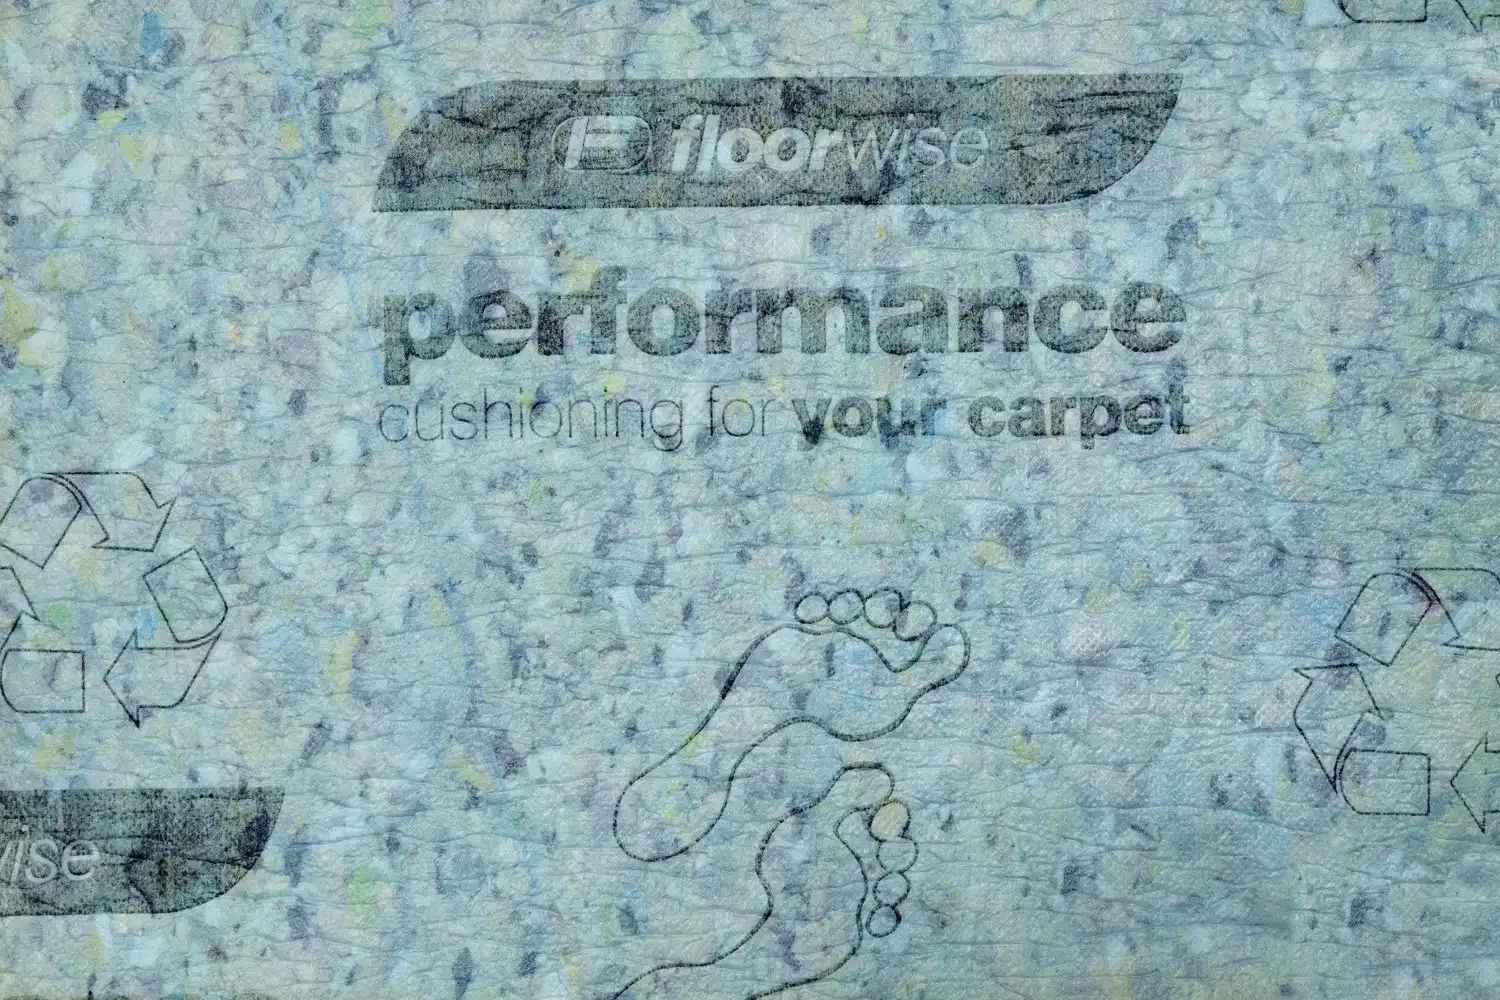 floorwise
performance
cushioning for your carpet
wise